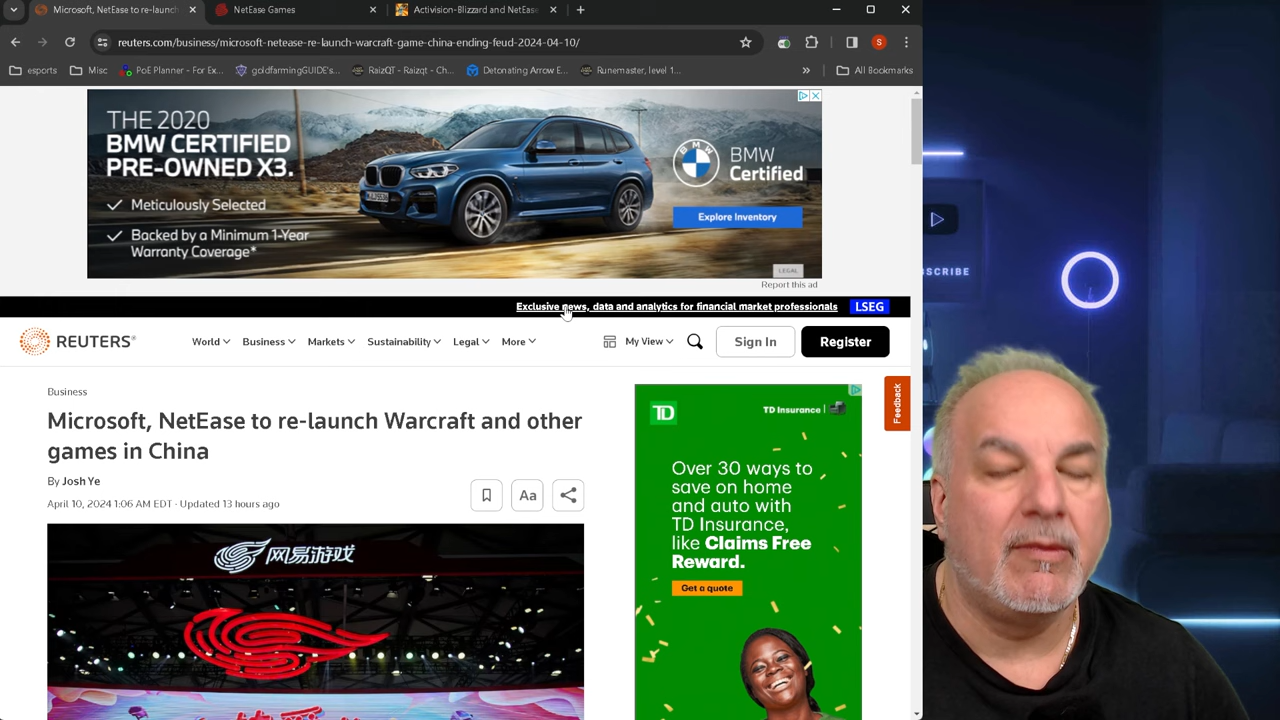 Microsoft, NetEase to re-launch
NetEase Games
Activision-Blizzard and NetEase
reuters.com/business/microsoft-netease-re-launch-warcraft-game-china-ending-feud-2024-04-10/
S
esports
Misc
PoE Planner - For Ex...
goldfarmingGUIDE's...
RaizQT - Raizqt - Ch...
Detonating Arrow E...
Runemaster, level 1...
»
All Bookmarks
THE 2020
BMW CERTIFIED
PRE-OWNED X3.
Meticulously Selected
Backed by a Minimum 1-Year
Warranty Coverage*
BMW
Certified
Explore Inventory
LEGAL
Report this ad
Exclusive news, data and analytics for financial market professionals
LSEG
REUTERS®
World
Business
Markets
Sustainability
Legal
More
My View
Sign In
Register
Feedback
Business
Microsoft, NetEase to re-launch Warcraft and other
games in China
By Josh Ye
April 10, 2024 1:06 AM EDT · Updated 13 hours ago
Aa
网易游戏
TD
TD Insurance
Over 30 ways to
save on home
and auto with
TD Insurance,
like Claims Free
Reward.
Get a quote
SCRIBE